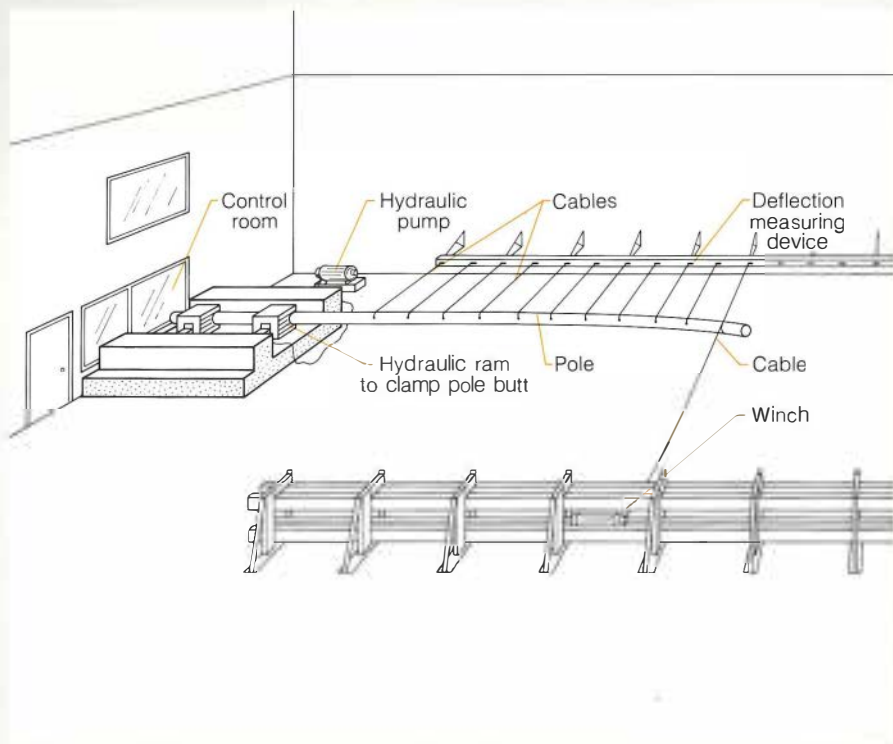 Control
room
Hydraulic
pump
Cables
Deflection
measuring
device
Hydraulic ram
to clamp pole butt
Pole
Cable
Winch